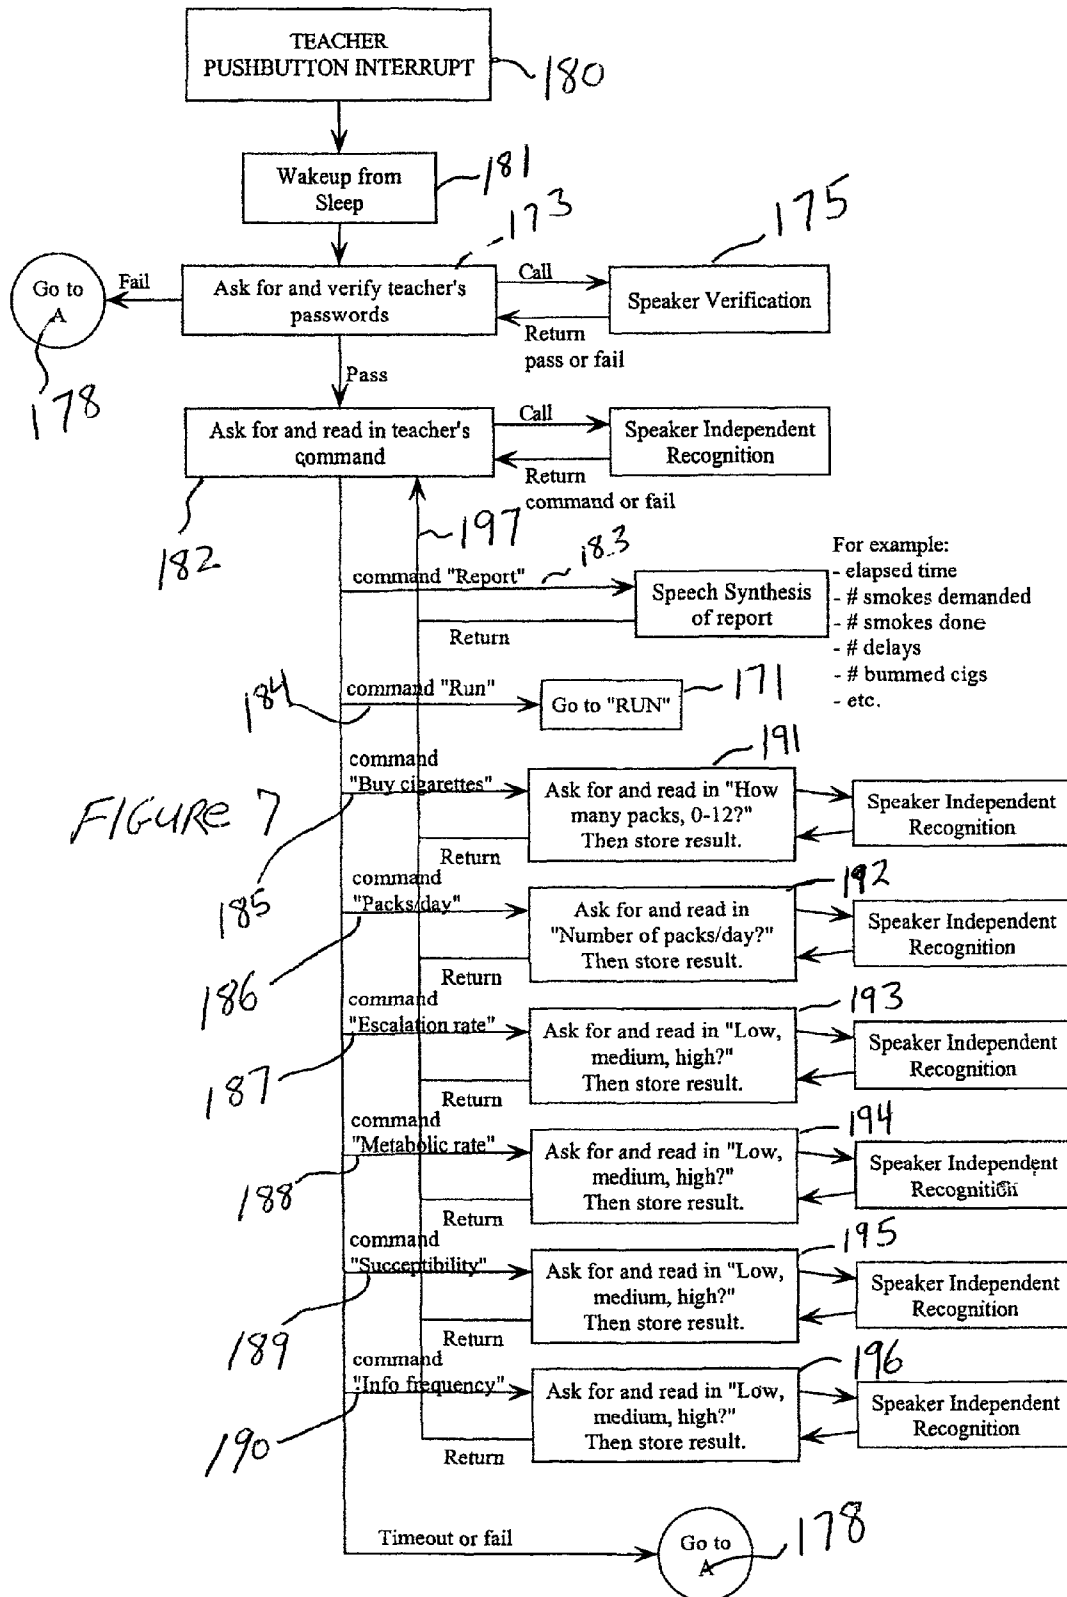 TEACHER
PUSHBUTTON INTERRUPT
180
Wakeup from
Sleep
181
173
175
Go to
A
Fail
Ask for and verify teacher's
passwords
Call
Speaker Verification
Return
pass or fail
178
Pass
Ask for and read in teacher's
command
Call
Speaker Independent
Recognition
Return
command or fail
182
197
183
command "Report"
Speech Synthesis
of report
Return
For example:
- elapsed time
- # smokes demanded
- # smokes done
- # delays
- # bummed cigs
- etc.
184
command "Run"
Go to "RUN"
171
191
command
"Buy cigarettes"
Ask for and read in "How
many packs, 0-12?"
Then store result.
Speaker Independent
Recognition
Return
FIGURE 7
185
192
command
"Packs/day"
Ask for and read in
"Number of packs/day?"
Then store result.
Speaker Independent
Recognition
Return
186
193
command
"Escalation rate"
Ask for and read in "Low,
medium, high?"
Then store result.
Speaker Independent
Recognition
Return
187
194
command
"Metabolic rate"
Ask for and read in "Low,
medium, high?"
Then store result.
Speaker Independent
Recognition
Return
188
195
command
"Succeptibility"
Ask for and read in "Low,
medium, high?"
Then store result.
Speaker Independent
Recognition
Return
189
196
command
"Info frequency"
Ask for and read in "Low,
medium, high?"
Then store result.
Speaker Independent
Recognition
Return
190
Timeout or fail
Go to
A
178